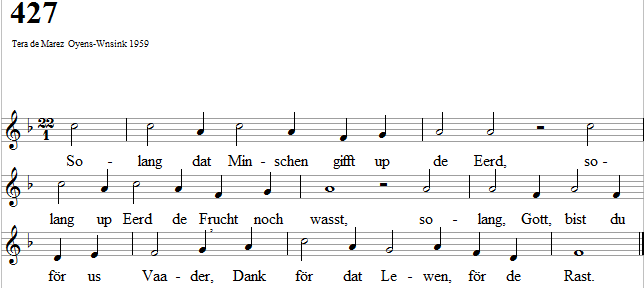 427
Tera de Marez Oyens-Wnsink 1959
22
1
So - lang dat Min - schen gifft up de Eerd, so -
lang up Eerd de Frucht noch wasst, so - lang, Gott, bist du
för us Vaa - der, Dank för dat Le - wen, för de Rast.